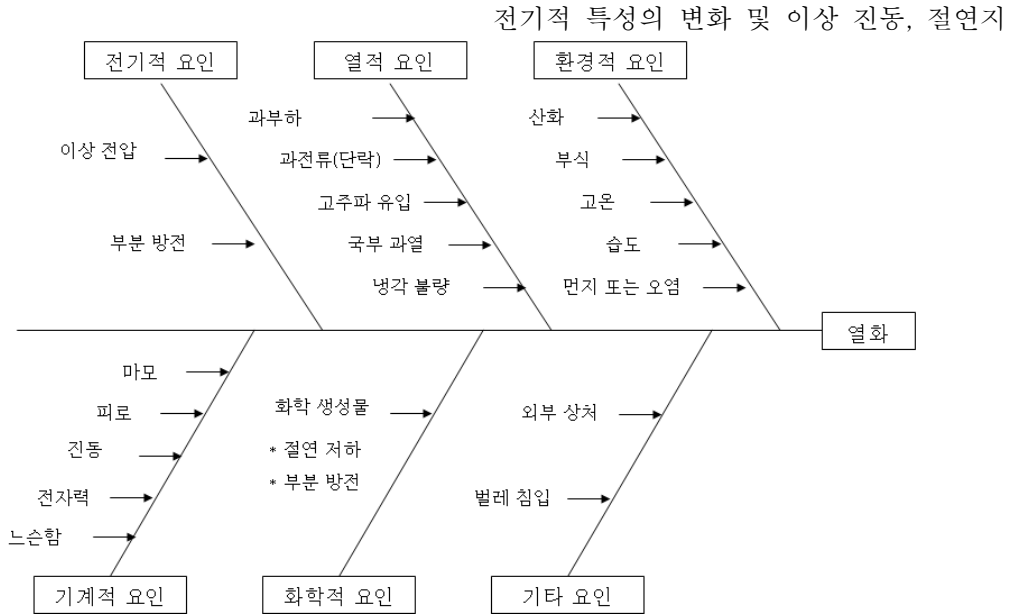 전기적 특성의 변화 및 이상 진동, 절연지
전기적 요인
열적 요인
환경적 요인
이상 전압
부분 방전
과부하
과전류(단락)
고주파 유입
국부 과열
냉각 불량
산화
부식
고온
습도
먼지 또는 오염
열화
마모
피로
진동
전자력
느슨함
화학 생성물
* 절연 저하
* 부분 방전
외부 상처
벌레 침입
기계적 요인
화학적 요인
기타 요인